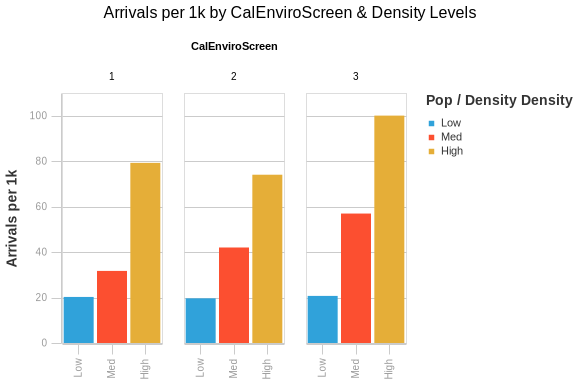 Arrivals per 1k by CalEnviroScreen & Density Levels
CalEnviroScreen
1
2
3
Pop / Density Density
Low
Med
High
Arrivals per 1k
100
80
60
40
20
0
Low
Med
High
Low
Med
High
Low
Med
High